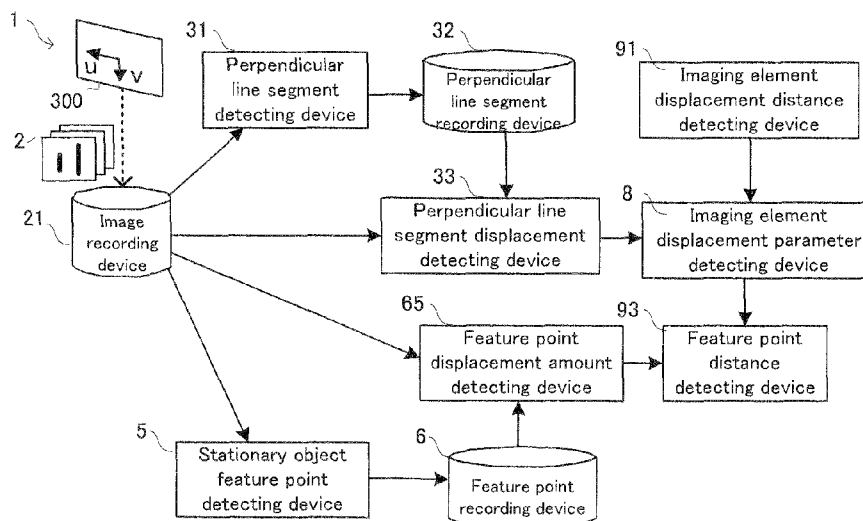 1
u
v
300
2
21
Image
recording
device
31
Perpendicular
line segment
detecting device
32
Perpendicular
line segment
recording device
91
Imaging element
displacement distance
detecting device
33
Perpendicular line
segment displacement
detecting device
8
Imaging element
displacement parameter
detecting device
65
Feature point
displacement amount
detecting device
93
Feature point
distance
detecting device
5
Stationary object
feature point
detecting device
6
Feature point
recording device